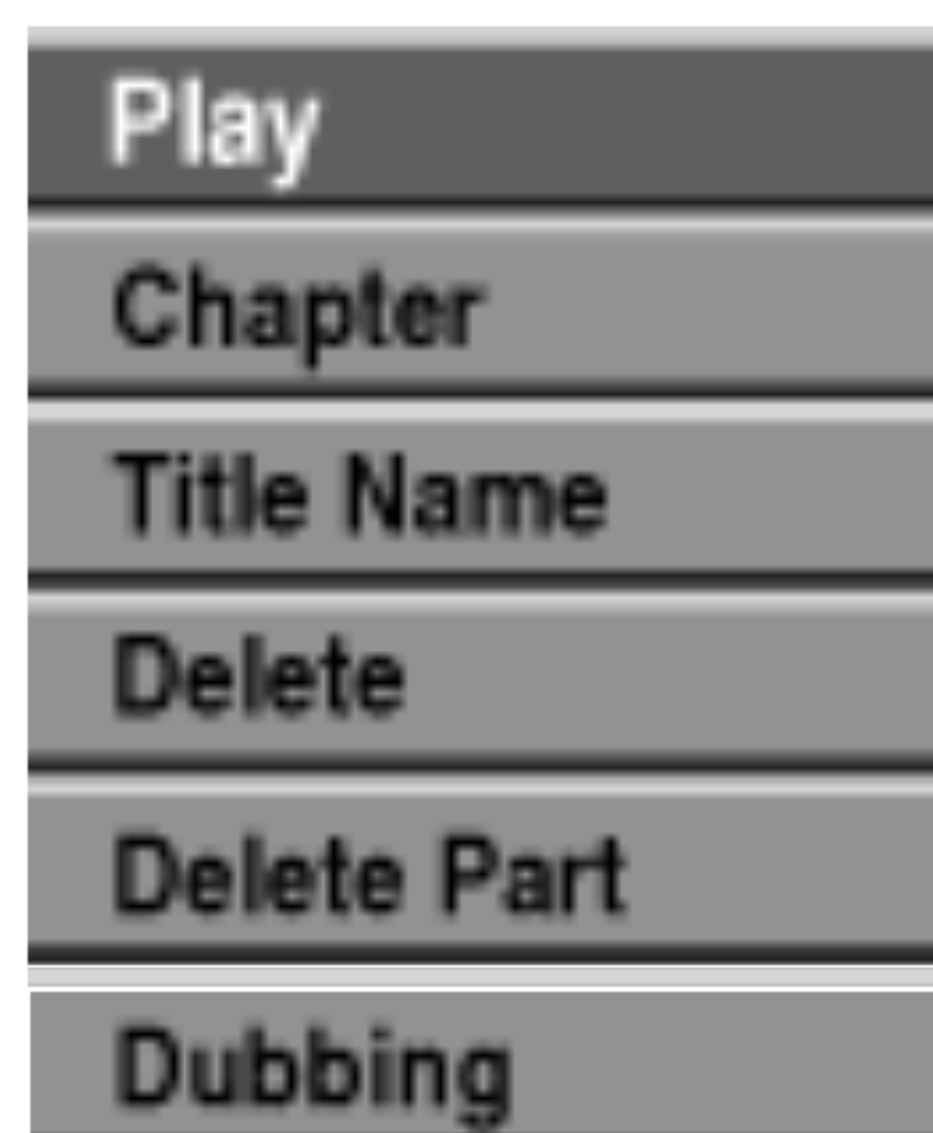 Play
Chapter
Title Name
Delete
Delete Part
Dubbing